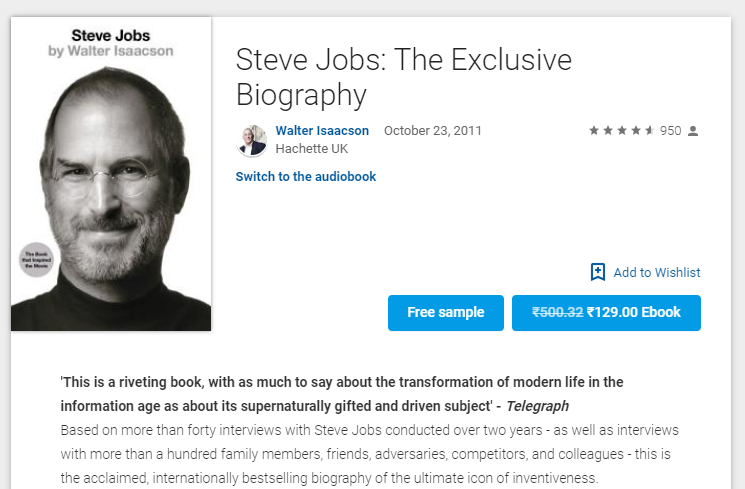 Steve Jobs
by Walter Isaacson
The Book
that Inspired
the Movie
Steve Jobs: The Exclusive
Biography
Walter Isaacson October 23, 2011
Hachette UK
950
Switch to the audiobook
Add to Wishlist
Free sample
₹500.32 ₹129.00 Ebook
'This is a riveting book, with as much to say about the transformation of modern life in the
information age as about its supernaturally gifted and driven subject' - Telegraph
Based on more than forty interviews with Steve Jobs conducted over two years - as well as interviews
with more than a hundred family members, friends, adversaries, competitors, and colleagues - this is
the acclaimed, internationally bestselling biography of the ultimate icon of inventiveness.